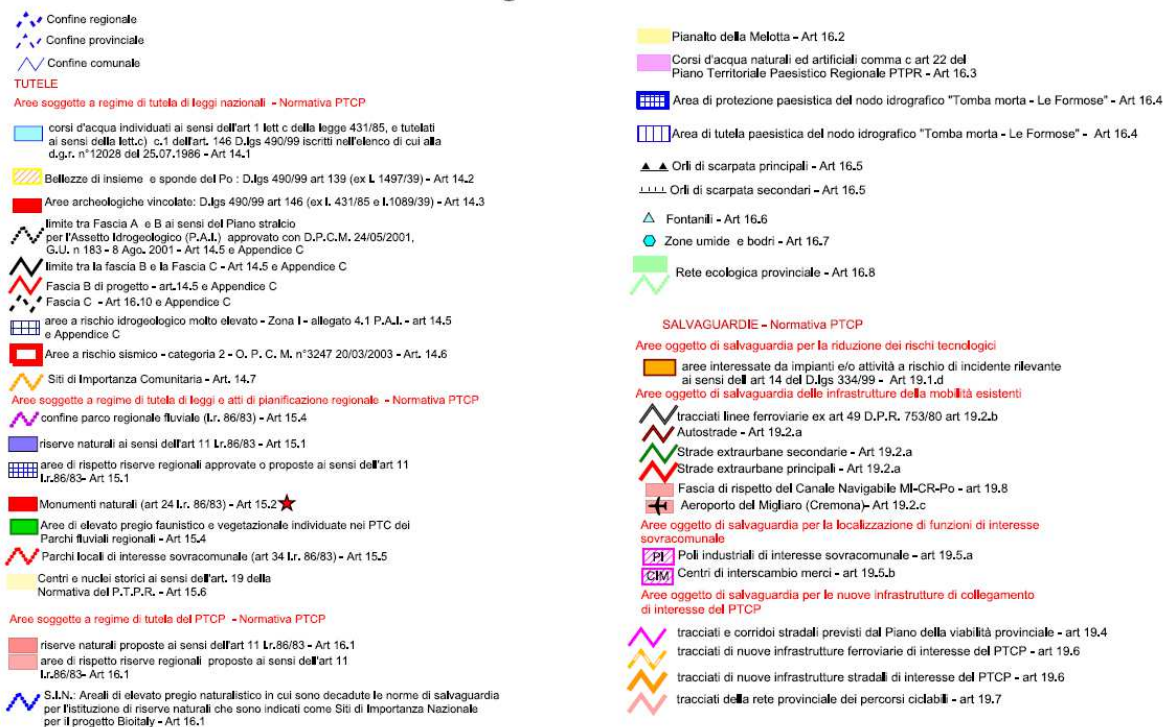 Confine regionale
Confine provinciale
Confine comunale
TUTELE
Aree soggette a regime di tutela di leggi nazionali - Normativa PTCP
corsi d'acqua individuati ai sensi dell'art 1 lett c della legge 431/85, e tutelati
ai sensi della lett.c) c.1 dell'art. 146 D.lgs 490/99 iscritti nell'elenco di cui alla
d.g.r. n°12028 del 25.07.1986 - Art 14.1
Bellezze di insieme e sponde del Po : D.lgs 490/99 art 139 (ex L 1497/39) - Art 14.2
Aree archeologiche vincolate: D.lgs 490/99 art 146 (ex l. 431/85 e l.1089/39) - Art 14.3
limite tra Fascia A e B ai sensi del Piano stralcio
per l'Assetto Idrogeologico (P.A.I.) approvato con D.P.C.M. 24/05/2001,
G.U. n 183 - 8 Ago. 2001 - Art 14.5 e Appendice C
limite tra la fascia B e la Fascia C - Art 14.5 e Appendice C
Fascia B di progetto - art.14.5 e Appendice C
Fascia C - Art 16.10 e Appendice C
aree a rischio idrogeologico molto elevato - Zona I - allegato 4.1 P.A.I. - art 14.5
e Appendice C
Aree a rischio sismico - categoria 2 - O. P. C. M. n°3247 20/03/2003 - Art. 14.6
Siti di Importanza Comunitaria - Art. 14.7
Aree soggette a regime di tutela di leggi e atti di pianificazione regionale - Normativa PTCP
confine parco regionale fluviale (l.r. 86/83) - Art 15.4
riserve naturali ai sensi dell'art 11 l.r.86/83 - Art 15.1
aree di rispetto riserve regionali approvate o proposte ai sensi dell'art 11
l.r.86/83- Art 15.1
Monumenti naturali (art 24 l.r. 86/83) - Art 15.2
Aree di elevato pregio faunistico e vegetazionale individuate nei PTC dei
Parchi fluviali regionali - Art 15.4
Parchi locali di interesse sovracomunale (art 34 l.r. 86/83) - Art 15.5
Centri e nuclei storici ai sensi dell'art. 19 della
Normativa del P.T.P.R. - Art 15.6
Aree soggette a regime di tutela del PTCP - Normativa PTCP
riserve naturali proposte ai sensi dell'art 11 l.r.86/83 - Art 16.1
aree di rispetto riserve regionali proposte ai sensi dell'art 11
l.r.86/83- Art 16.1
S.I.N.: Areali di elevato pregio naturalistico in cui sono decadute le norme di salvaguardia
per l'istituzione di riserve naturali che sono indicati come Siti di Importanza Nazionale
per il progetto Bioitaly - Art 16.1
Pianalto della Melotta - Art 16.2
Corsi d'acqua naturali ed artificiali comma c art 22 del
Piano Territoriale Paesistico Regionale PTPR - Art 16.3
Area di protezione paesistica del nodo idrografico "Tomba morta - Le Formose" - Art 16.4
Area di tutela paesistica del nodo idrografico "Tomba morta - Le Formose" - Art 16.4
Orli di scarpata principali - Art 16.5
Orli di scarpata secondari - Art 16.5
Fontanili - Art 16.6
Zone umide e bodri - Art 16.7
Rete ecologica provinciale - Art 16.8
SALVAGUARDIE - Normativa PTCP
Aree oggetto di salvaguardia per la riduzione dei rischi tecnologici
aree interessate da impianti e/o attività a rischio di incidente rilevante
ai sensi dell art 14 del D.lgs 334/99 - Art 19.1.d
Aree oggetto di salvaguardia delle infrastrutture della mobilità esistenti
tracciati linee ferroviarie ex art 49 D.P.R. 753/80 art 19.2.b
Autostrade - Art 19.2.a
Strade extraurbane secondarie - Art 19.2.a
Strade extraurbane principali - Art 19.2.a
Fascia di rispetto del Canale Navigabile MI-CR-Po - art 19.8
Aeroporto del Migliaro (Cremona)- Art 19.2.c
Aree oggetto di salvaguardia per la localizzazione di funzioni di interesse
sovracomunale
PI Poli industriali di interesse sovracomunale - art 19.5.a
CIM Centri di interscambio merci - art 19.5.b
Aree oggetto di salvaguardia per le nuove infrastrutture di collegamento
di interesse del PTCP
tracciati e corridoi stradali previsti dal Piano della viabilità provinciale - art 19.4
tracciati di nuove infrastrutture ferroviarie di interesse del PTCP - art 19.6
tracciati di nuove infrastrutture stradali di interesse del PTCP - art 19.6
tracciati della rete provinciale dei percorsi ciclabili - art 19.7